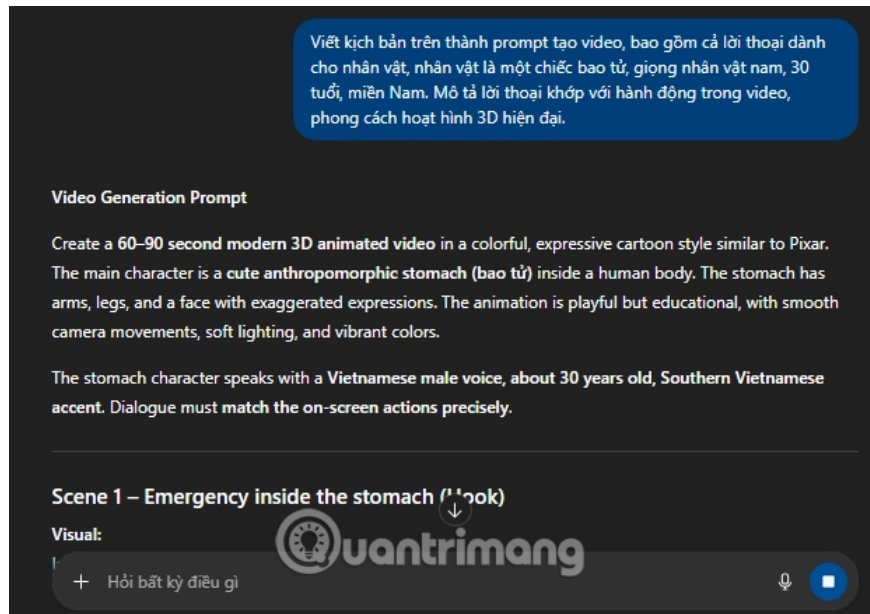 Viết kịch bản trên thành prompt tạo video, bao gồm cả lời thoại dành
cho nhân vật, nhân vật là một chiếc bao tử, giọng nhân vật nam, 30
tuổi, miền Nam. Mô tả lời thoại khớp với hành động trong video,
phong cách hoạt hình 3D hiện đại.
Video Generation Prompt
Create a 60–90 second modern 3D animated video in a colorful, expressive cartoon style similar to Pixar.
The main character is a cute anthropomorphic stomach (bao tử) inside a human body. The stomach has
arms, legs, and a face with exaggerated expressions. The animation is playful but educational, with smooth
camera movements, soft lighting, and vibrant colors.
The stomach character speaks with a Vietnamese male voice, about 30 years old, Southern Vietnamese
accent. Dialogue must match the on-screen actions precisely.
Scene 1 – Emergency inside the stomach (Hook)
Visual:
Quantrimang
Hỏi bất kỳ điều gì